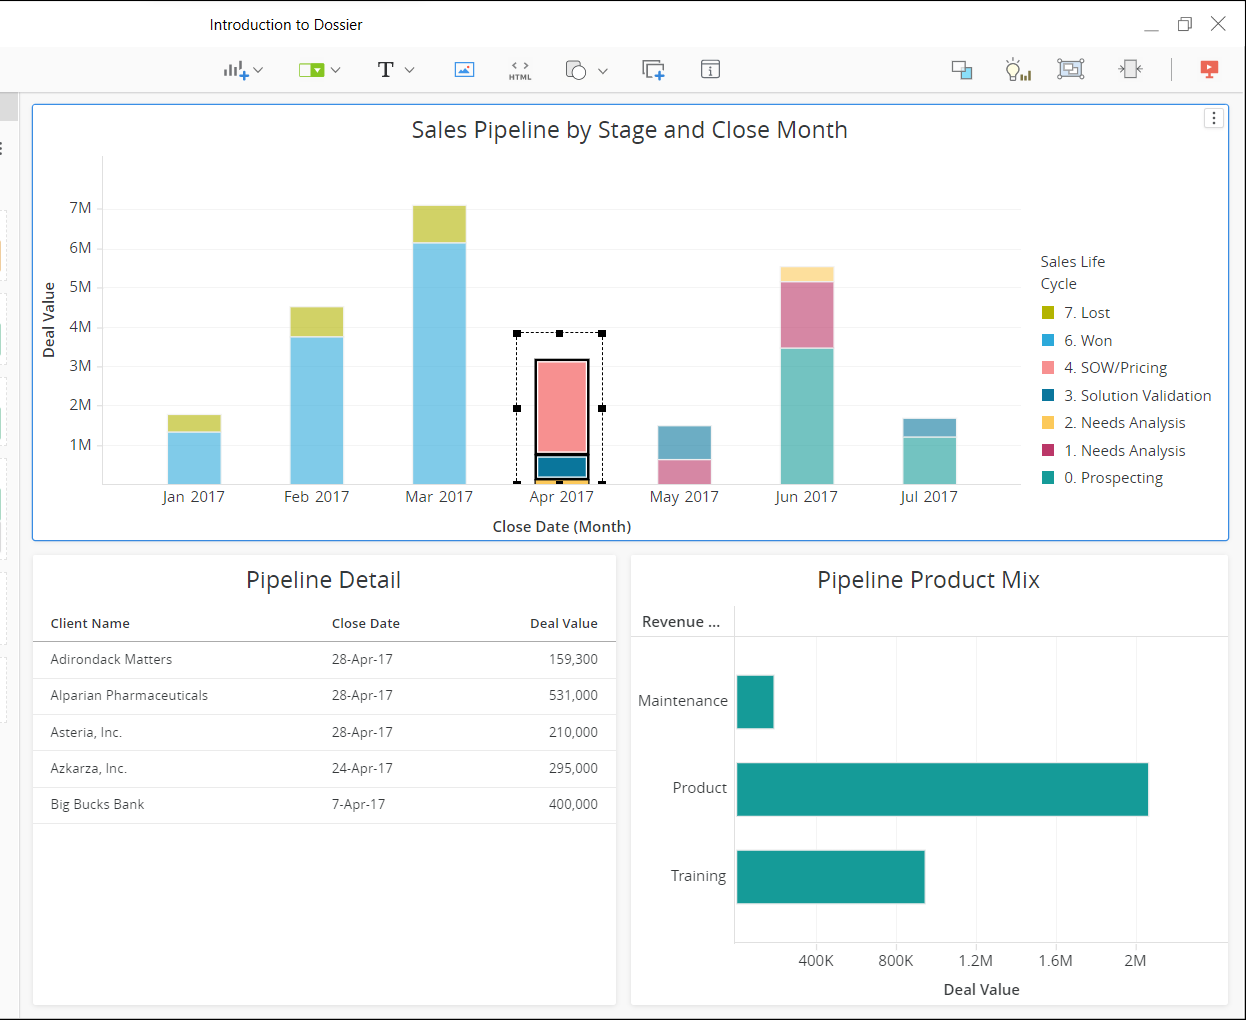 Introduction to Dossier
T
HTML
Sales Pipeline by Stage and Close Month
Deal Value
7M
6M
5M
4M
3M
2M
1M
Jan 2017
Feb 2017
Mar 2017
Apr 2017
May 2017
Jun 2017
Jul 2017
Close Date (Month)
Sales Life
Cycle
7. Lost
6. Won
4. SOW/Pricing
3. Solution Validation
2. Needs Analysis
1. Needs Analysis
0. Prospecting
Pipeline Detail
Client Name Close Date Deal Value
Adirondack Matters 28-Apr-17 159,300
Alparian Pharmaceuticals 28-Apr-17 531,000
Asteria, Inc. 28-Apr-17 210,000
Azkarza, Inc. 24-Apr-17 295,000
Big Bucks Bank 7-Apr-17 400,000
Pipeline Product Mix
Revenue ...
Maintenance
Product
Training
400K 800K 1.2M 1.6M 2M
Deal Value